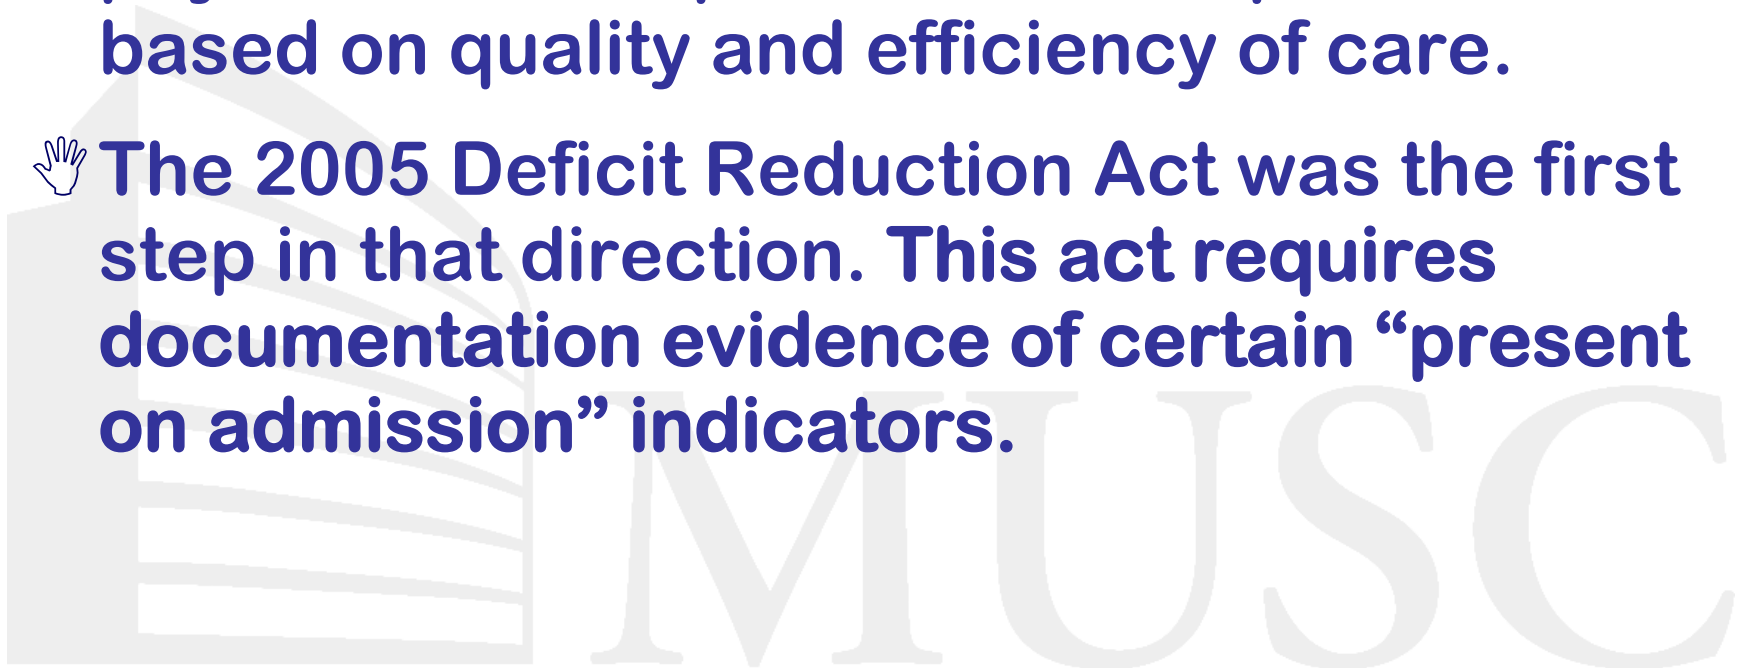 based on quality and efficiency of care.
The 2005 Deficit Reduction Act was the first
step in that direction. This act requires
documentation evidence of certain “present
on admission” indicators.
MUSC